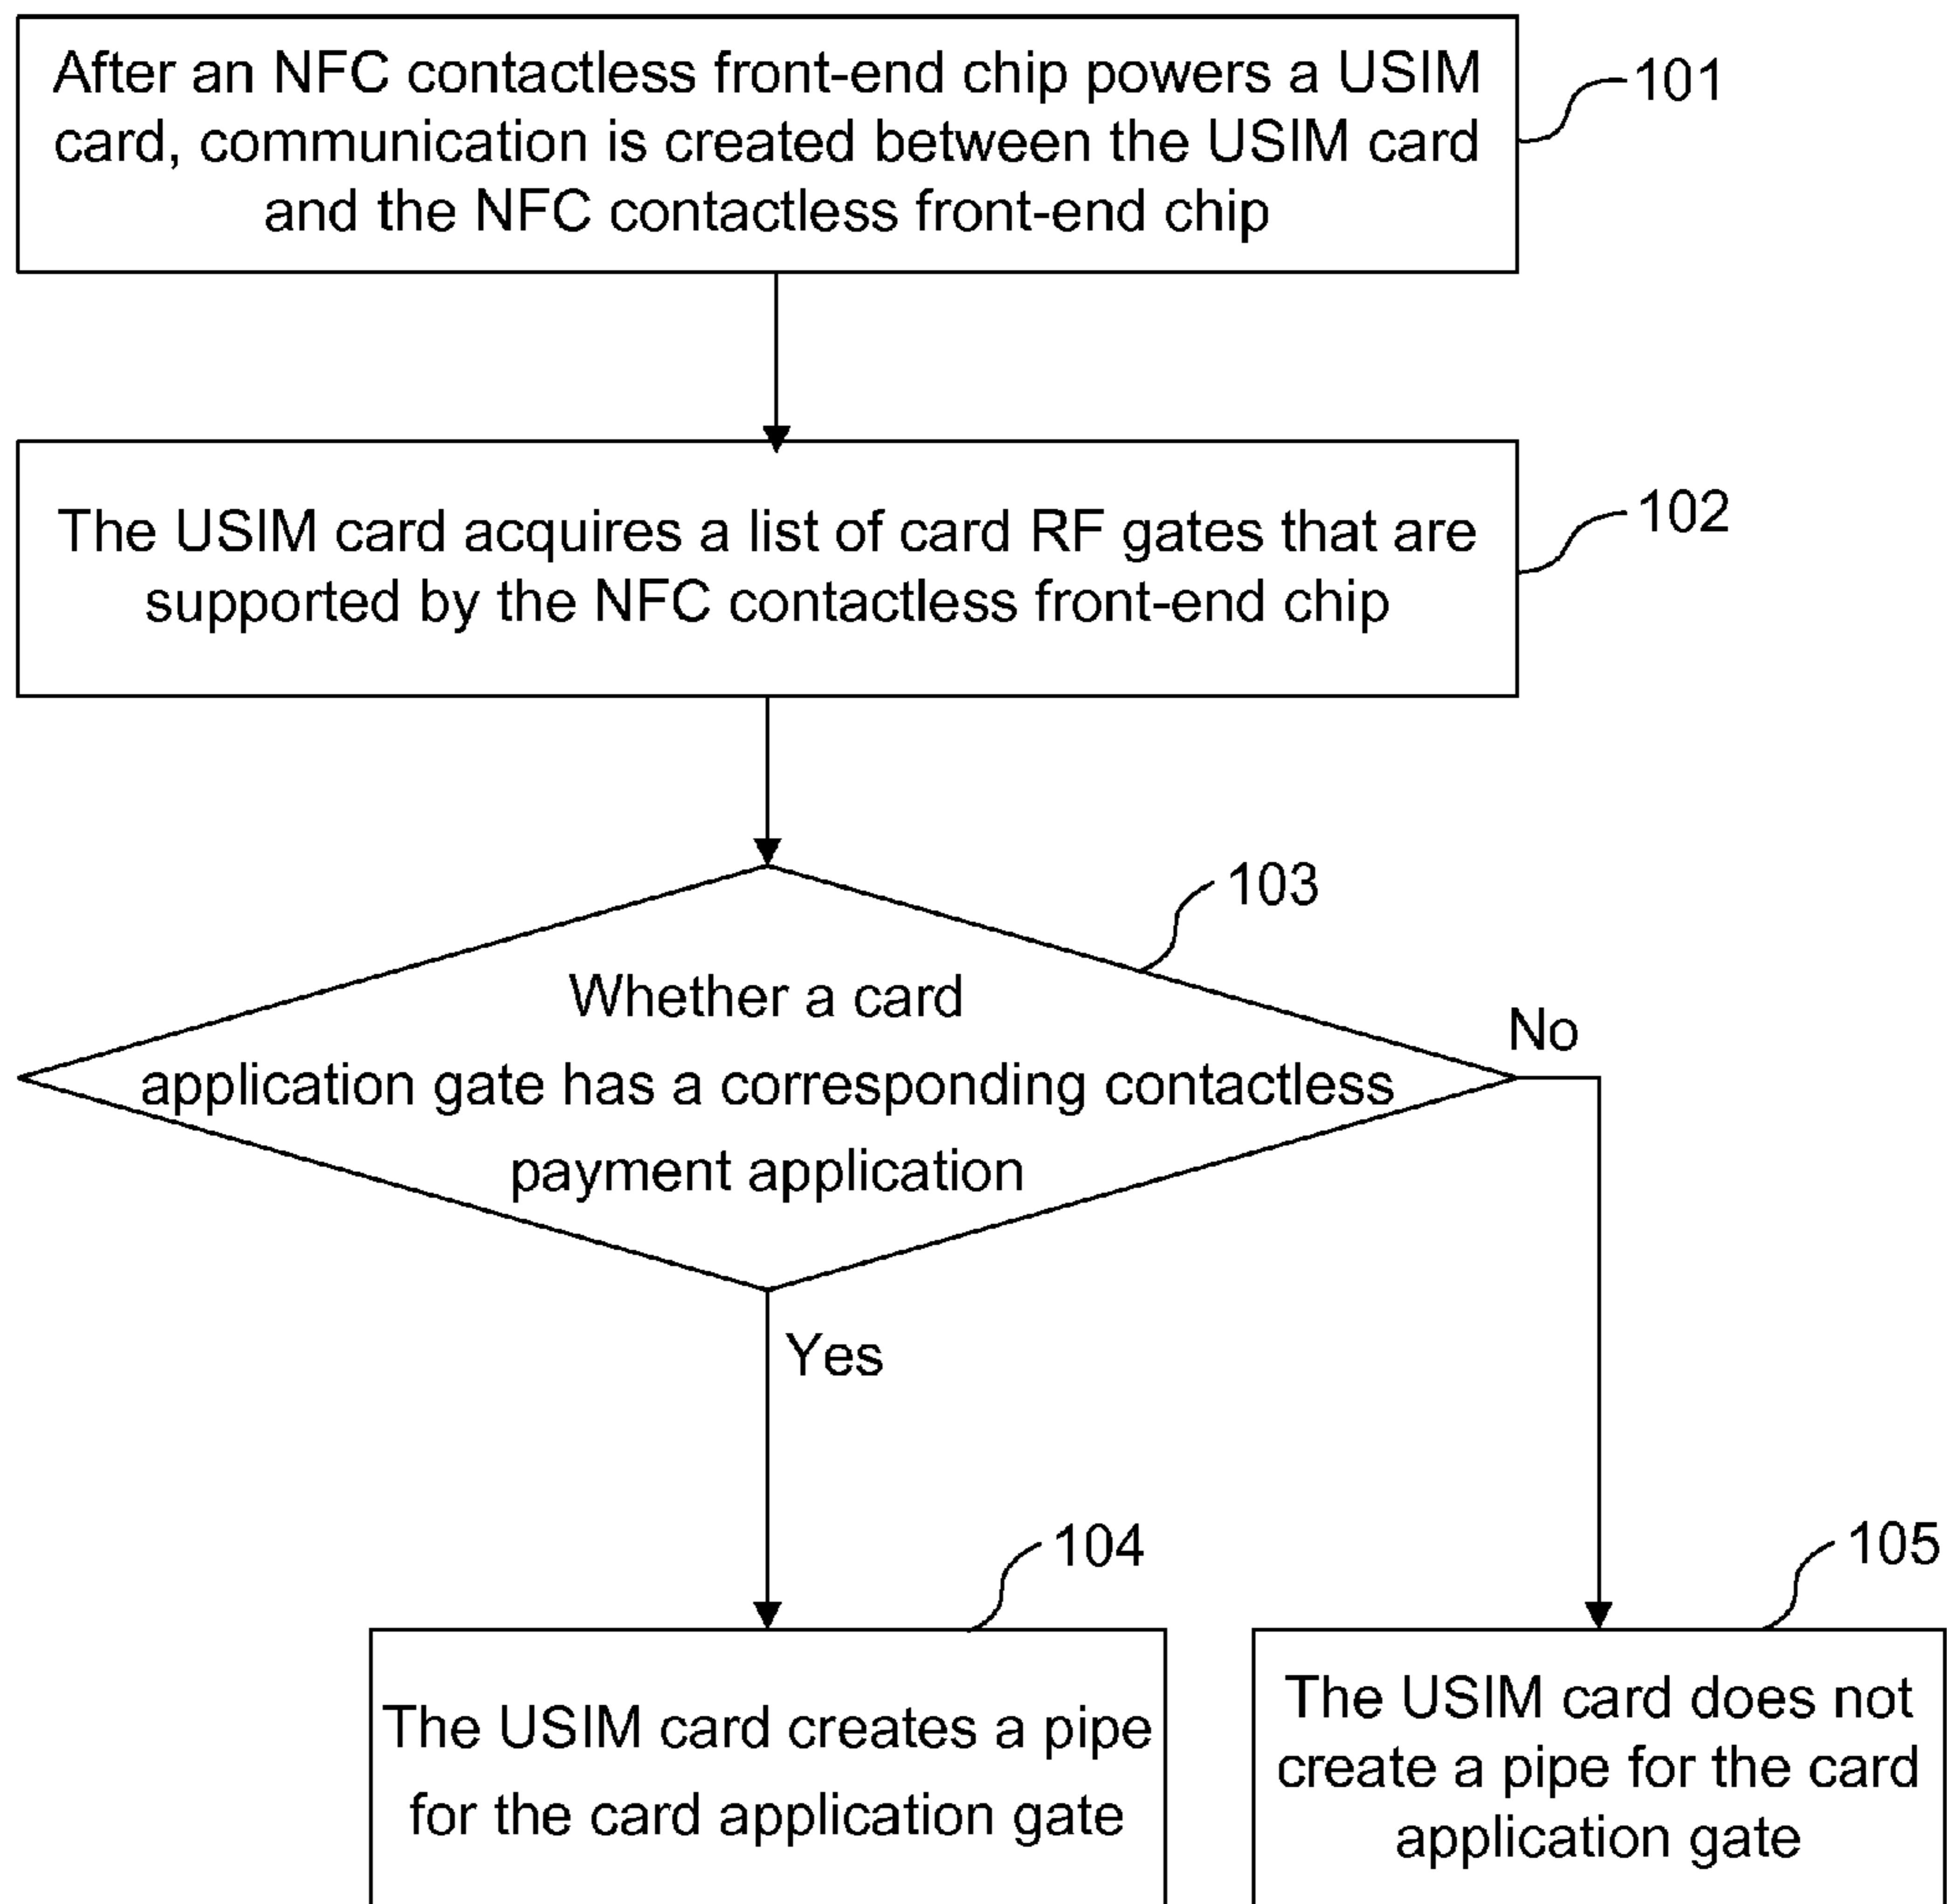 After an NFC contactless front-end chip powers a USIM
card, communication is created between the USIM card
and the NFC contactless front-end chip
101
The USIM card acquires a list of card RF gates that are
supported by the NFC contactless front-end chip
102
103
Whether a card
application gate has a corresponding contactless
payment application
No
Yes
104
The USIM card creates a pipe
for the card application gate
105
The USIM card does not
create a pipe for the card
application gate